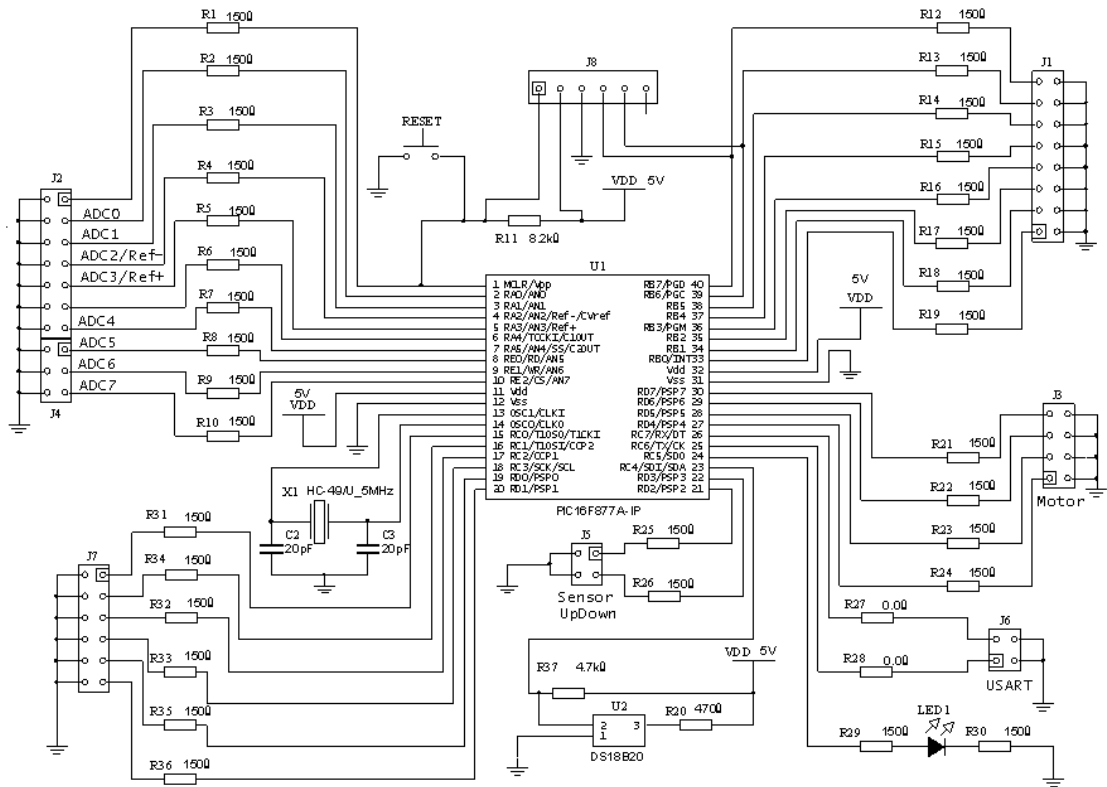 R1 150Ω
R2 150Ω
R3 150Ω
R4 150Ω
R5 150Ω
R6 150Ω
R7 150Ω
R8 150Ω
R9 150Ω
R10 150Ω
J2
ADC0
ADC1
ADC2/Ref-
ADC3/Ref+
ADC4
ADC5
ADC6
ADC7
J4
RESET
J8
VDD 5V
R11 8.2kΩ
5V
VDD
U1
1 MCLR/Vpp
2 RA0/AN0
3 RA1/AN1
4 RA2/AN2/Ref-/CVref
5 RA3/AN3/Ref+
6 RA4/TCCKI/C1OUT
7 RA5/AN4/SS/C2OUT
8 RE0/RD/AN5
9 RE1/WR/AN6
10 RE2/CS/AN7
11 Vdd
12 Vss
13 OSC1/CLKI
14 OSCO/CLKO
15 RC0/T1OSO/T1CKI
16 RC1/T1OSI/CCP2
17 RC2/CCP1
18 RC3/SCK/SCL
19 RD0/PSP0
20 RD1/PSP1
RB7/PGD 40
RB6/PGC 39
RB5 38
RB4 37
RB3/PGM 36
RB2 35
RB1 34
RB0/INT 33
Vdd 32
Vss 31
RD7/PSP7 30
RD6/PSP6 29
RD5/PSP5 28
RD4/PSP4 27
RC7/RX/DT 26
RC6/TX/CK 25
RC5/SDO 24
RC4/SDI/SDA 23
RD3/PSP3 22
RD2/PSP2 21
PIC16F877A-IP
R12 150Ω
R13 150Ω
R14 150Ω
R15 150Ω
R16 150Ω
R17 150Ω
R18 150Ω
R19 150Ω
J1
5V
VDD
R21 150Ω
R22 150Ω
R23 150Ω
R24 150Ω
J3
Motor
R27 0.0Ω
R28 0.0Ω
J6
USART
LED1
R29 150Ω
R30 150Ω
X1 HC-49/U_5MHz
C2
20pF
C3
20pF
R31 150Ω
R34 150Ω
R32 150Ω
R33 150Ω
R35 150Ω
R36 150Ω
J7
J5
R25 150Ω
R26 150Ω
Sensor
UpDown
VDD 5V
R37 4.7kΩ
U2
2
1
3
R20 470Ω
DS18B20